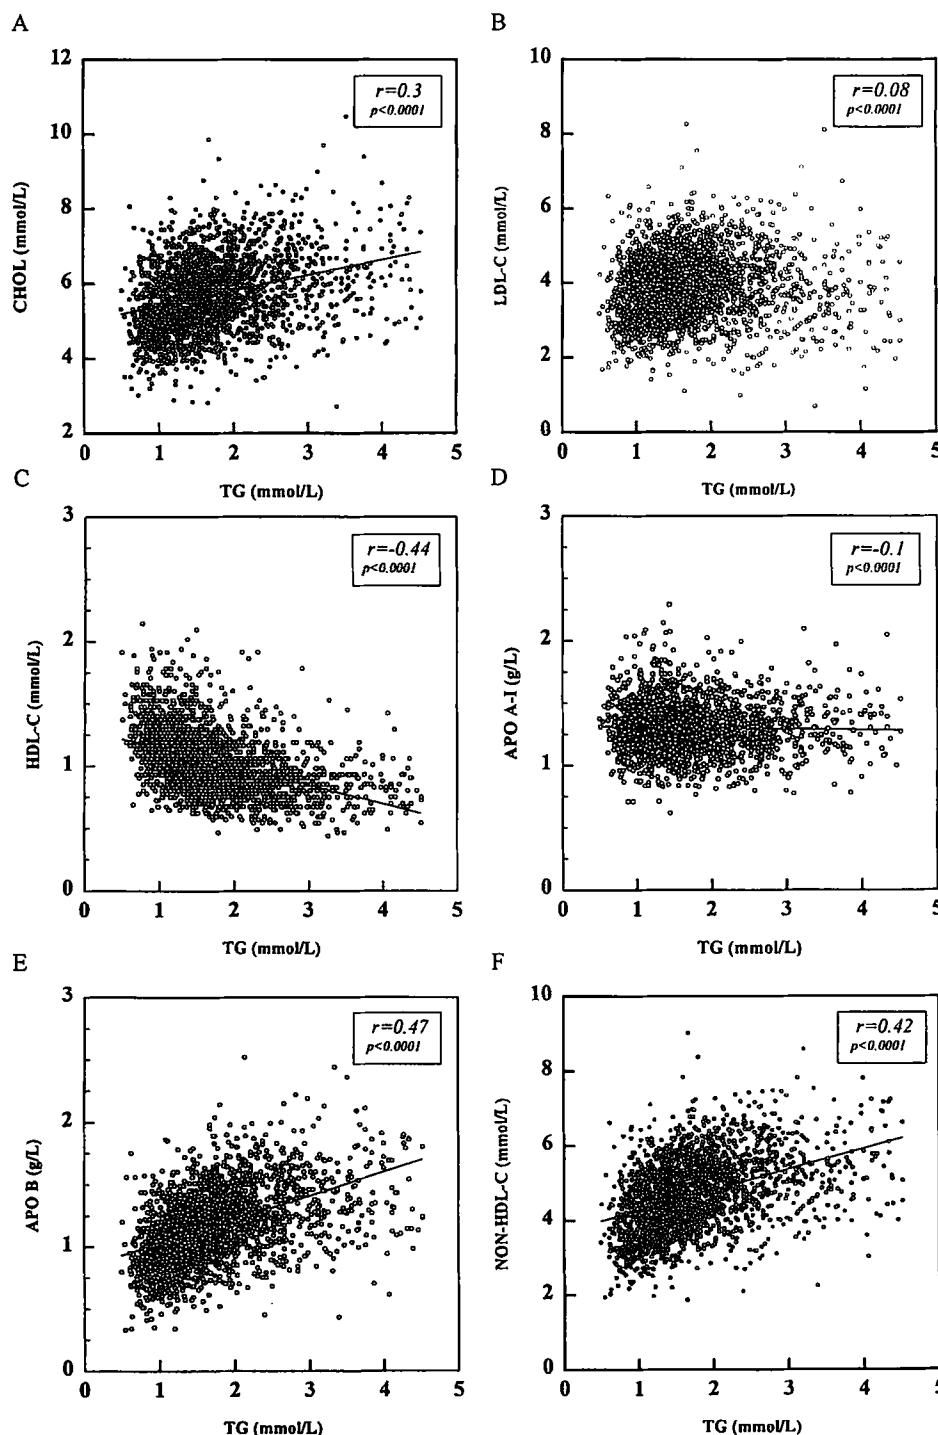 A
CHOL (mmol/L)
12
10
8
6
4
2
r=0.3
p<0.0001
0 1 2 3 4 5
TG (mmol/L)
B
LDL-C (mmol/L)
10
8
6
4
2
0
r=0.08
p<0.0001
0 1 2 3 4 5
TG (mmol/L)
C
HDL-C (mmol/L)
3
2
1
0
r=-0.44
p<0.0001
0 1 2 3 4 5
TG (mmol/L)
D
APO A-I (g/L)
3
2
1
0
r=-0.1
p<0.0001
0 1 2 3 4 5
TG (mmol/L)
E
APO B (g/L)
3
2
1
0
r=0.47
p<0.0001
0 1 2 3 4 5
TG (mmol/L)
F
NON-HDL-C (mmol/L)
10
8
6
4
2
0
r=0.42
p<0.0001
0 1 2 3 4 5
TG (mmol/L)